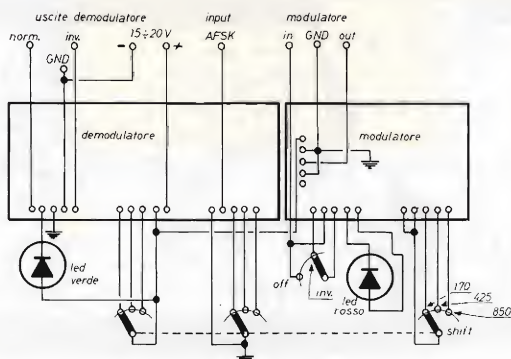 uscite demodulatore
input
modulatore
norm.
inv.
- 15÷20V +
AFSK
in
GND
out
GND
demodulatore
modulatore
led
verde
off
inv.
led
rosso
170
425
850
shift